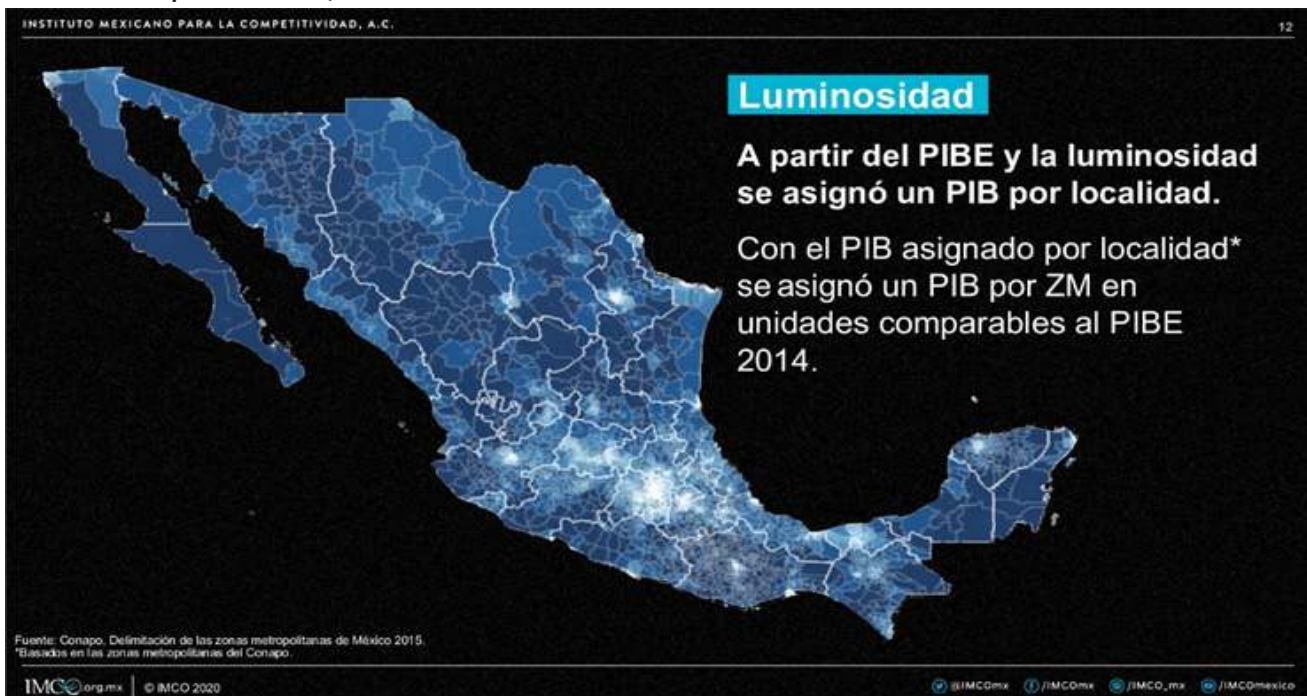 INSTITUTO MEXICANO PARA LA COMPETITIVIDAD, A.C.
12
Luminosidad
A partir del PIBE y la luminosidad
se asignó un PIB por localidad.
Con el PIB asignado por localidad*
se asignó un PIB por ZM en
unidades comparables al PIBE
2014.
Fuente: Conapo. Delimitación de las zonas metropolitanas de México 2015.
*Basados en las zonas metropolitanas del Conapo.
IMCO.org.mx | © IMCO 2020
@IMCOmx /IMCOmx /IMCO_mx /IMCOmexico